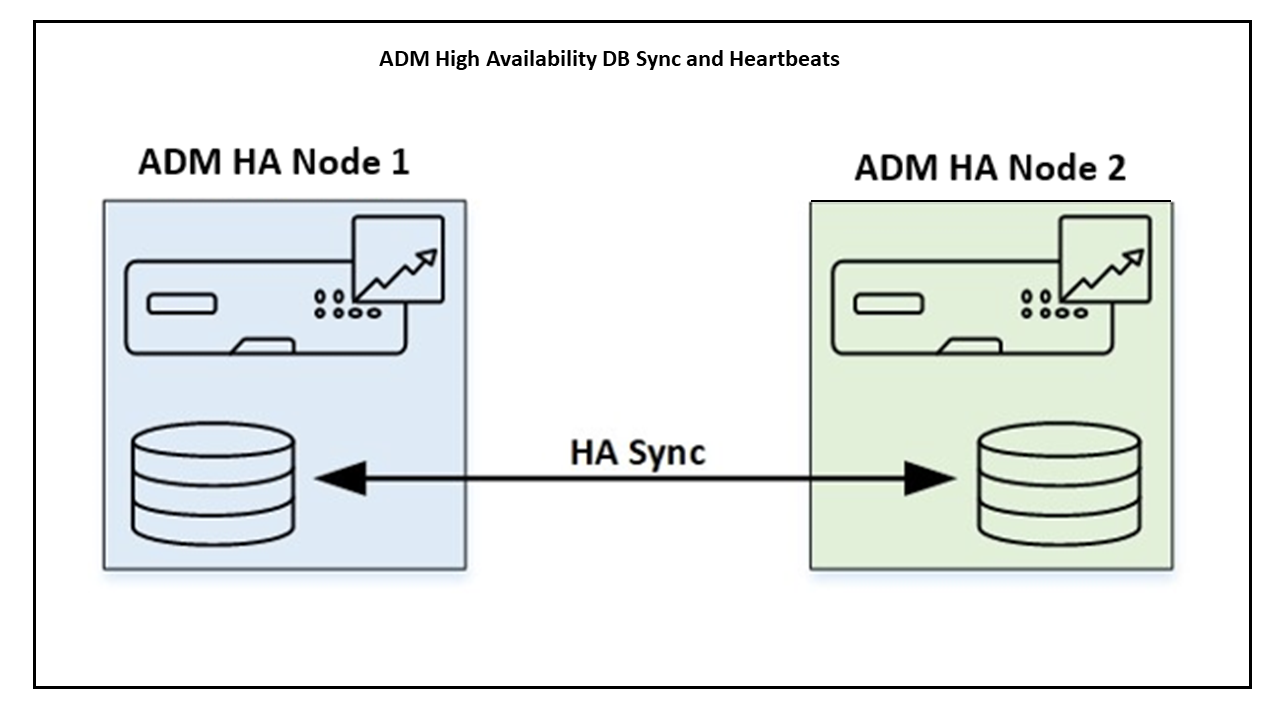 ADM High Availability DB Sync and Heartbeats
ADM HA Node 1
ADM HA Node 2
HA Sync